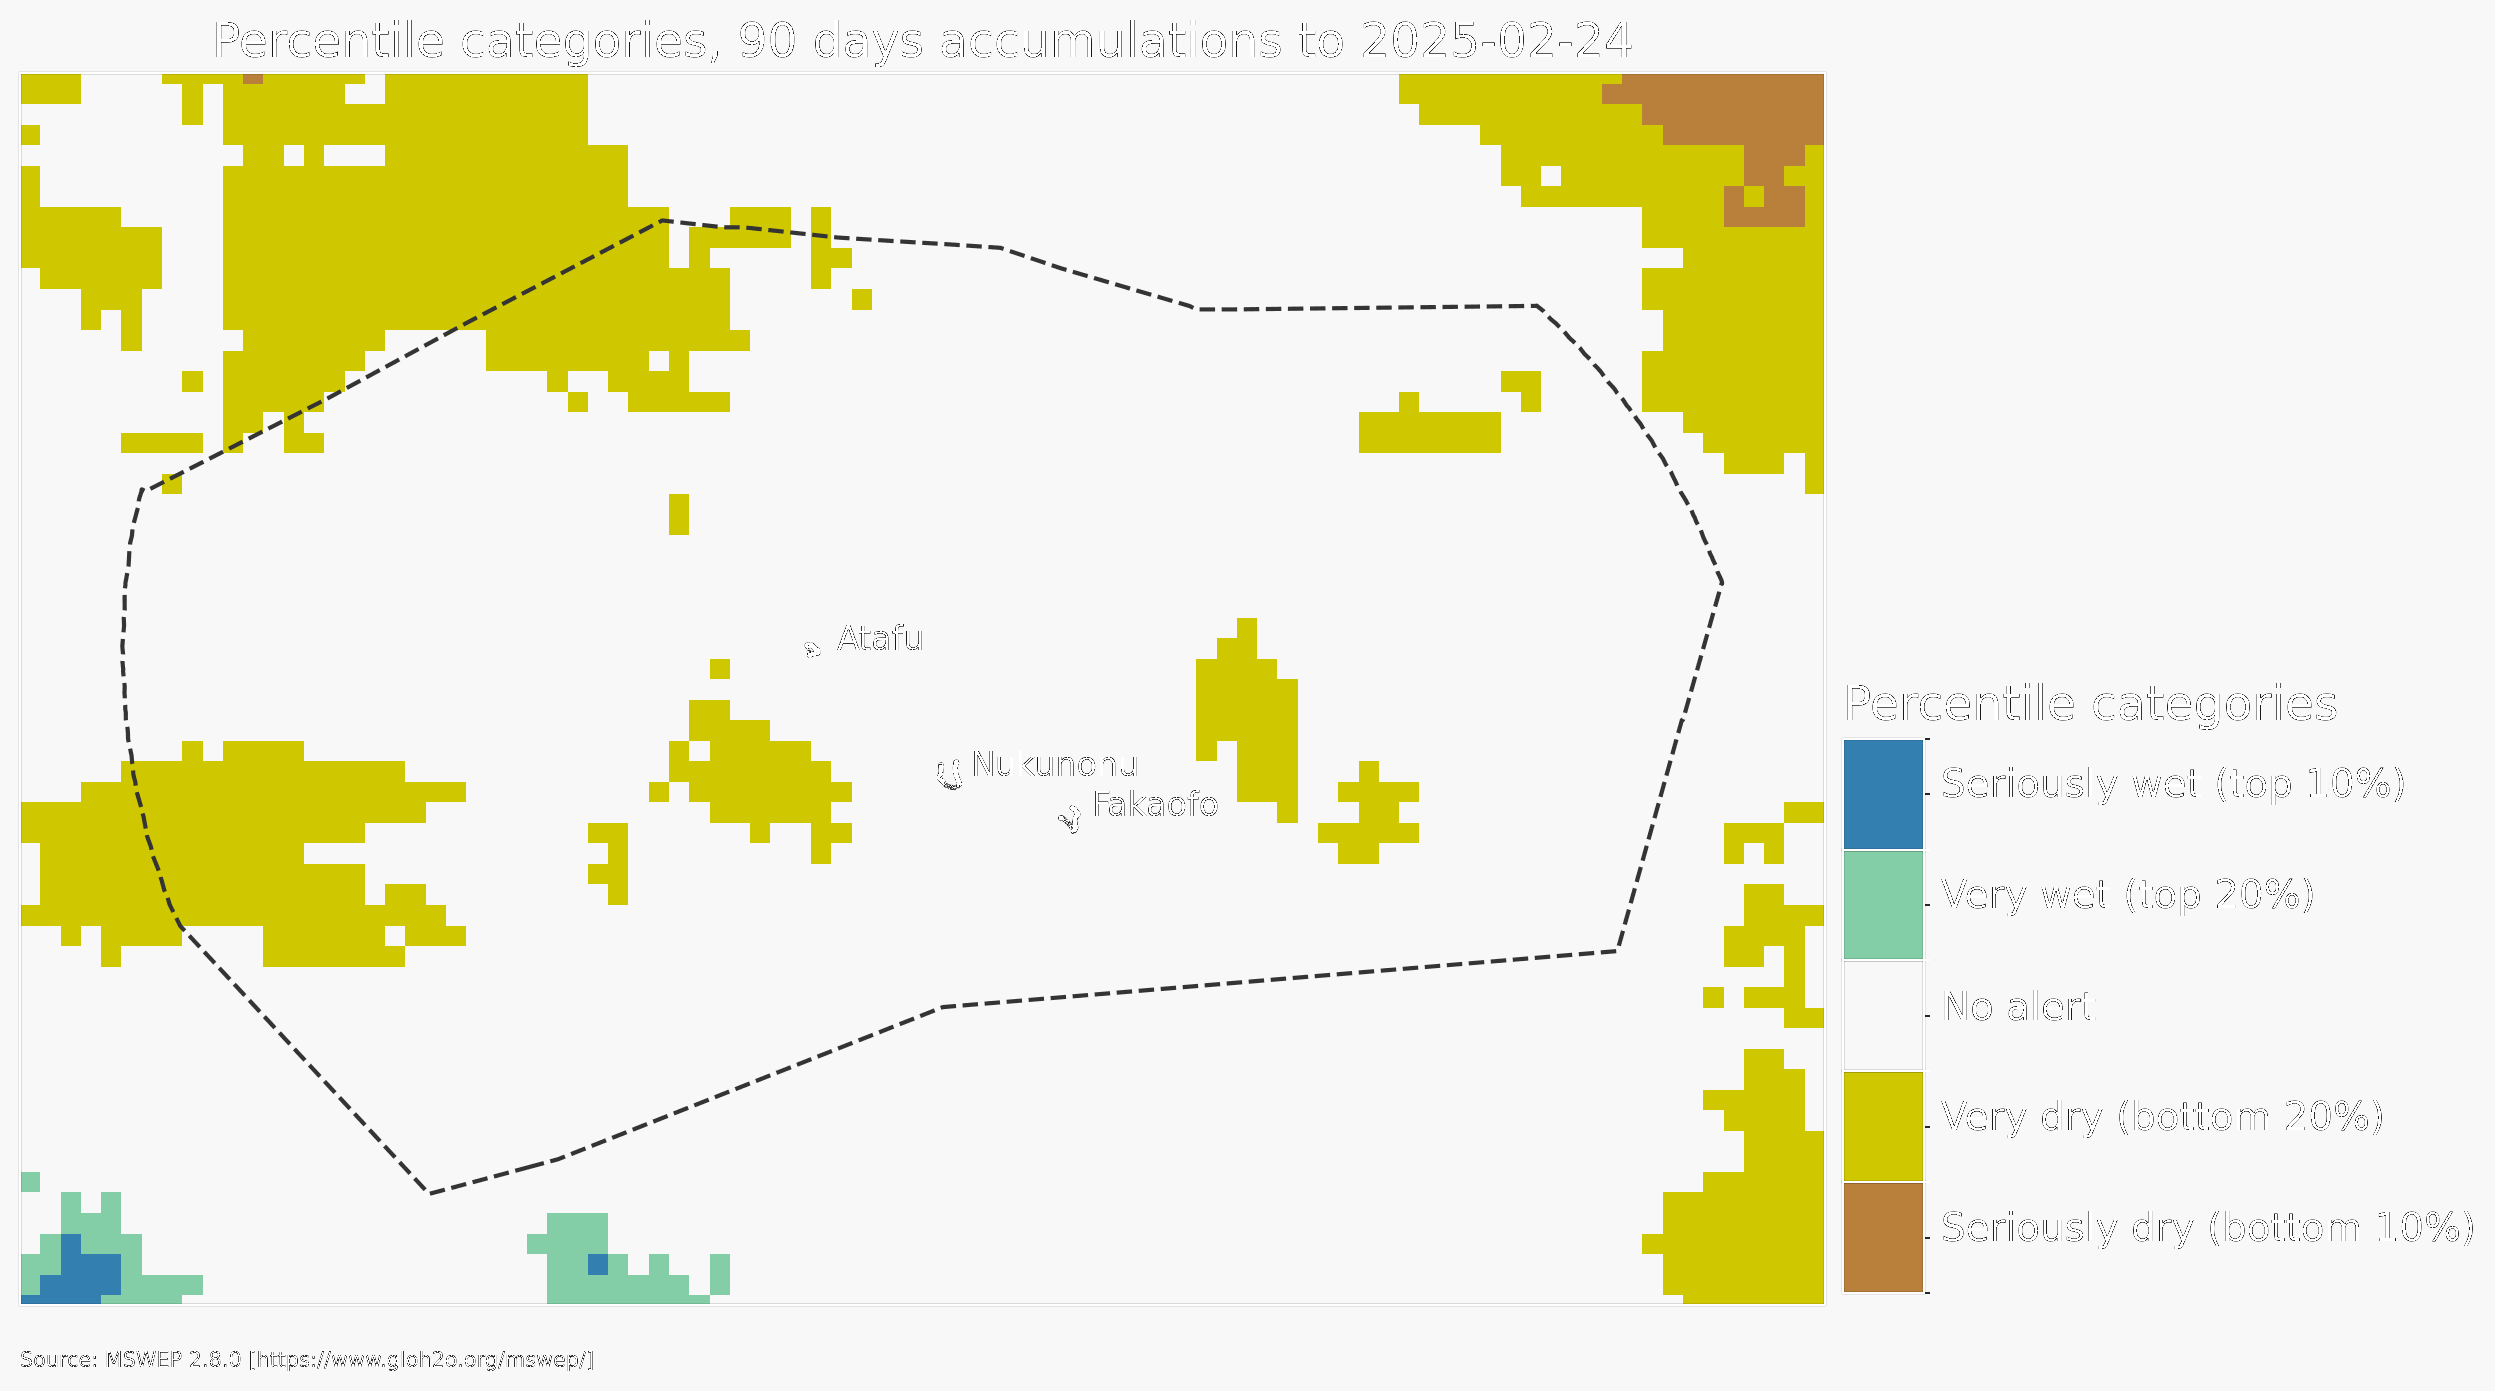 Percentile categories, 90 days accumulations to 2025-02-24
Atafu
Nukunonu
Fakaofo
Percentile categories
Seriously wet (top 10%)
Very wet (top 20%)
No alert
Very dry (bottom 20%)
Seriously dry (bottom 10%)
Source: MSWEP 2.8.0 [https://www.gloh2o.org/mswep/]